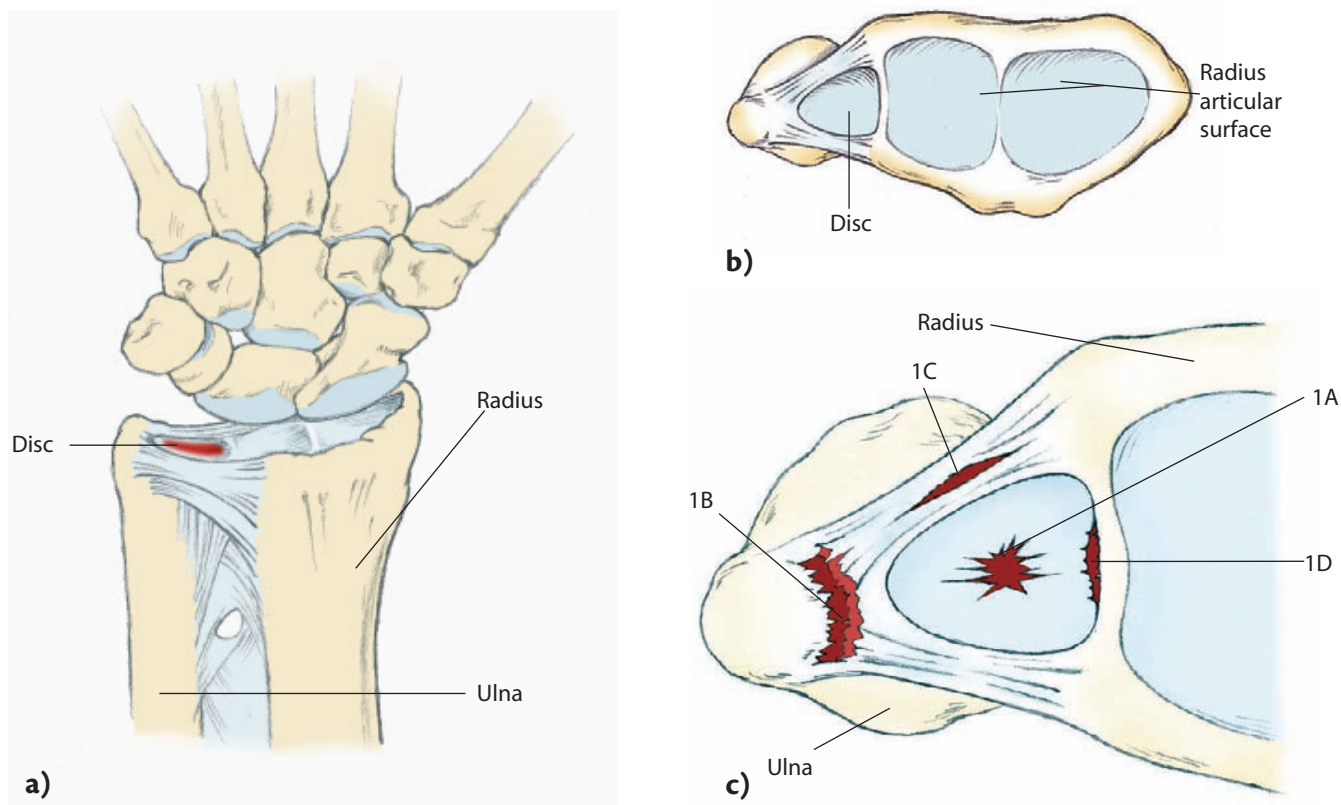 Disc
Radius
Ulna
a)
Radius
articular
surface
Disc
b)
Radius
1C
1A
1B
1D
Ulna
c)